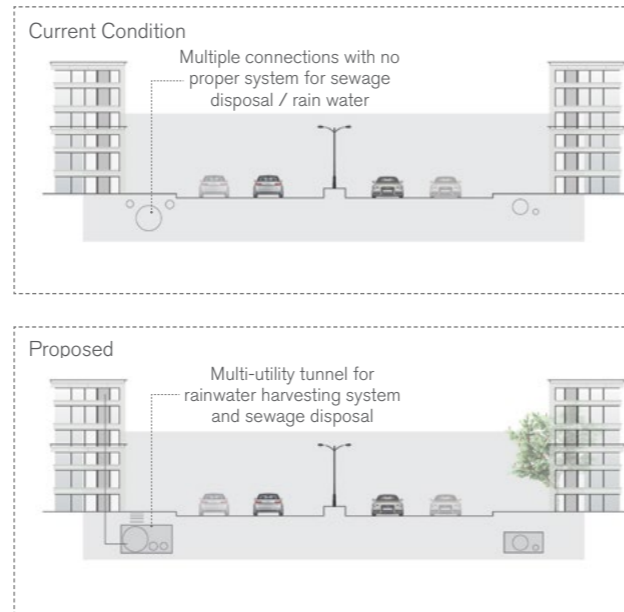 Current Condition
Multiple connections with no
proper system for sewage
disposal / rain water
Proposed
Multi-utility tunnel for
rainwater harvesting system
and sewage disposal